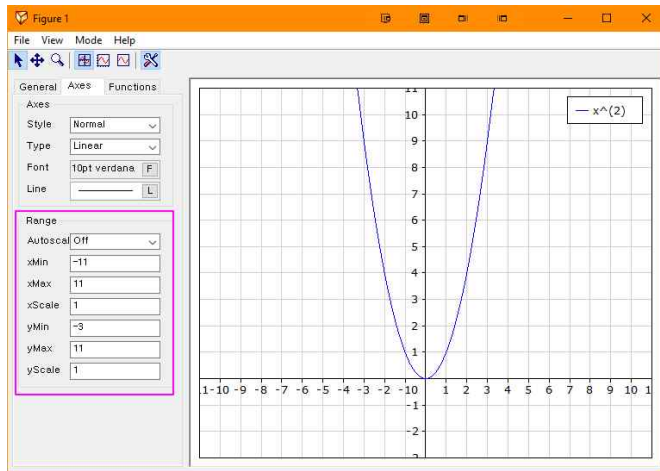 Figure 1
File View Mode Help
General Axes Functions
Axes
Style Normal
Type Linear
Font 10pt verdana F
Line L
Range
Autoscal Off
xMin -11
xMax 11
xScale 1
yMin -3
yMax 11
yScale 1
x^(2)
11
10
9
8
7
6
5
4
3
2
1
.1-10 -9 -8 -7 -6 -5 -4 -3 -2 -10 1 2 3 4 5 6 7 8 9 10 1
-1
-2